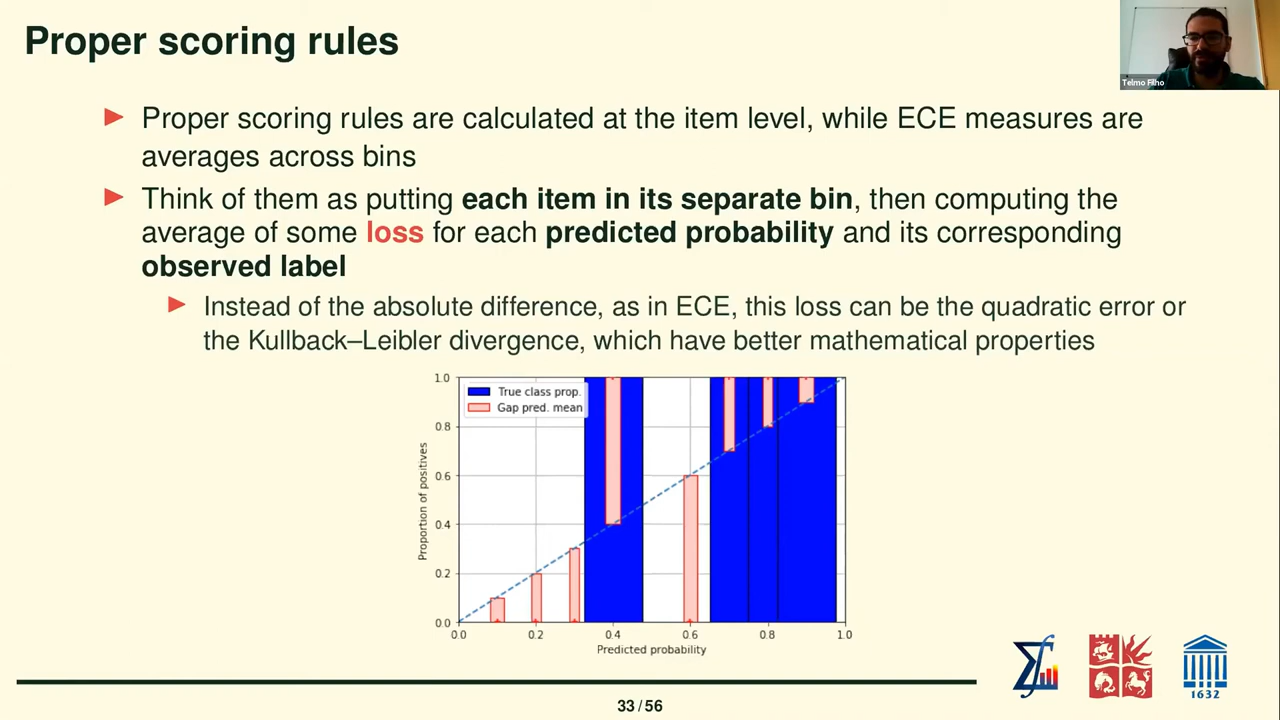 Proper scoring rules
Telmo Filho
Proper scoring rules are calculated at the item level, while ECE measures are
averages across bins
Think of them as putting each item in its separate bin, then computing the
average of some loss for each predicted probability and its corresponding
observed label
Instead of the absolute difference, as in ECE, this loss can be the quadratic error or
the Kullback–Leibler divergence, which have better mathematical properties
True class prop.
Gap pred. mean
Proportion of positives
1.0
0.8
0.6
0.4
0.2
0.0
0.0 0.2 0.4 0.6 0.8 1.0
Predicted probability
1632
33 / 56